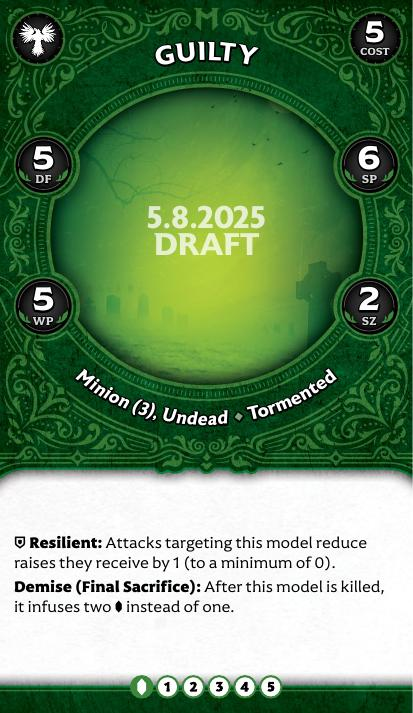 GUILTY
5
COST
5
DF
6
SP
5.8.2025
DRAFT
5
WP
2
SZ
Minion (3), Undead ♦ Tormented
Resilient: Attacks targeting this model reduce
raises they receive by 1 (to a minimum of 0).
Demise (Final Sacrifice): After this model is killed,
it infuses two instead of one.
1 2 3 4 5